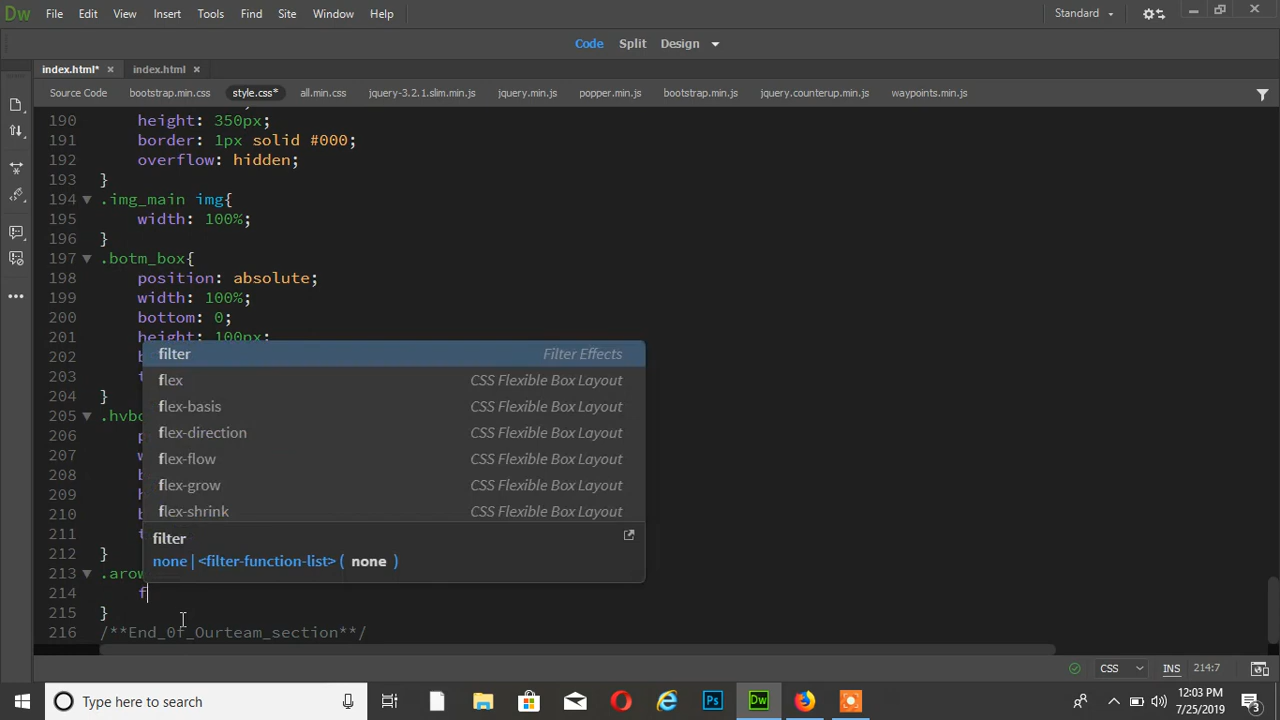 Dw File Edit View Insert Tools Find Site Window Help Standard
Code Split Design
index.html* index.html
Source Code bootstrap.min.css style.css* all.min.css jquery-3.2.1.slim.min.js jquery.min.js popper.min.js bootstrap.min.js jquery.counterup.min.js waypoints.min.js
190 height: 350px;
191 border: 1px solid #000;
192 overflow: hidden;
193 }
194 .img_main img{
195 width: 100%;
196 }
197 .botm_box{
198 position: absolute;
199 width: 100%;
200 bottom: 0;
201 height: 100px;
202 b
203 t
204 }
205 .hvbo
206 p
207 w
208 b
209 h
210 b
211 t
212 }
213 .arow
214 f
215 }
216 /**End_0f_Ourteam_section**/
filter Filter Effects
flex CSS Flexible Box Layout
flex-basis CSS Flexible Box Layout
flex-direction CSS Flexible Box Layout
flex-flow CSS Flexible Box Layout
flex-grow CSS Flexible Box Layout
flex-shrink CSS Flexible Box Layout
filter
none | <filter-function-list> ( none )
CSS INS 214:7
Type here to search
Ps Dw
12:03 PM
7/25/2019
3